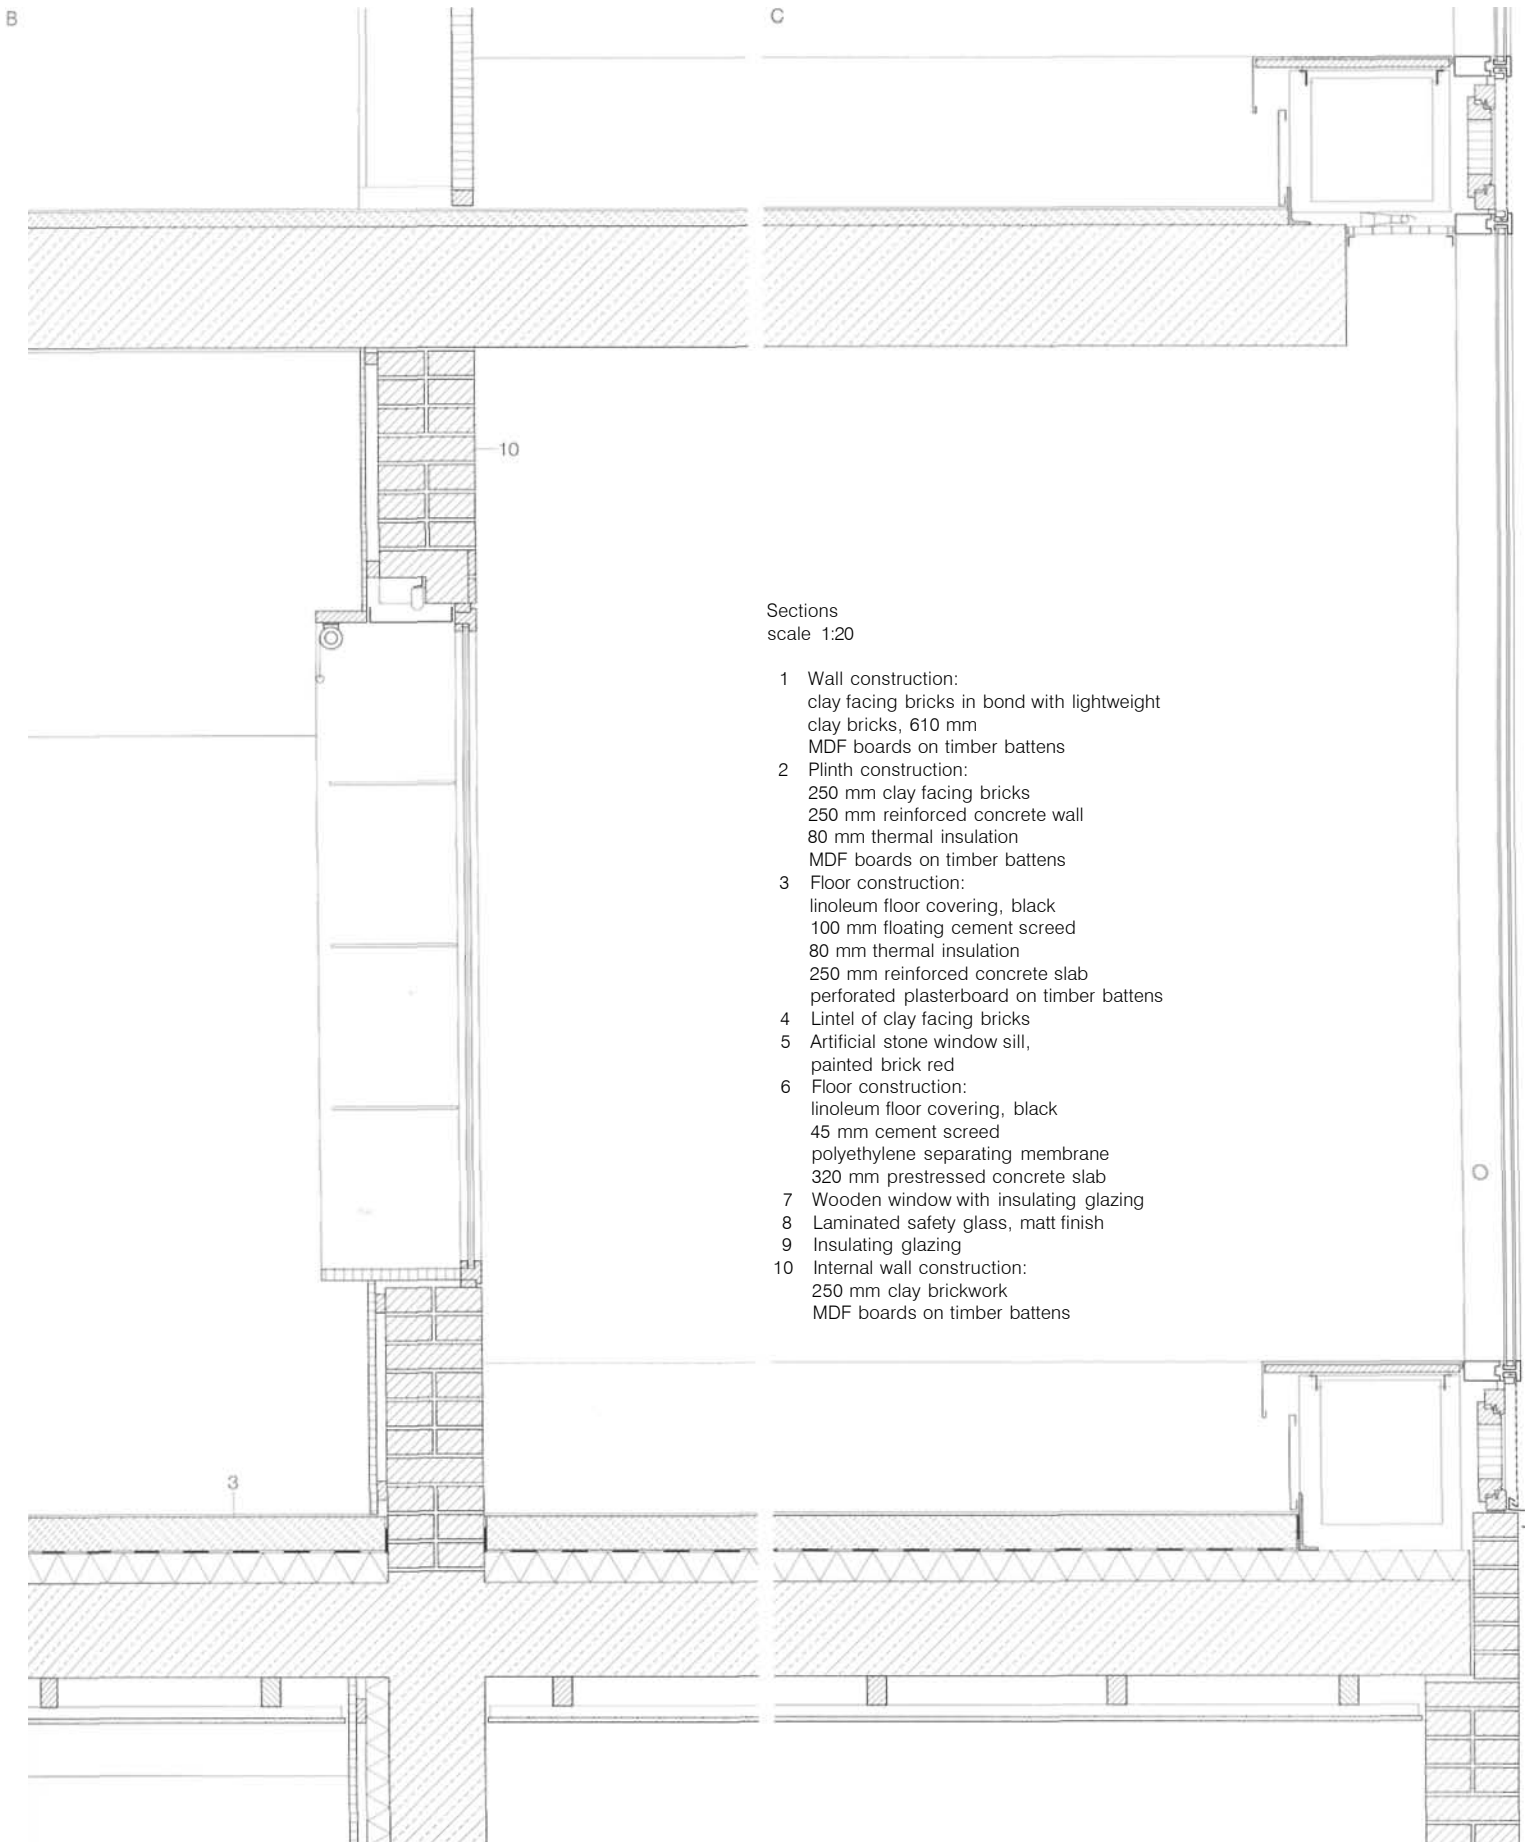 B
C
10
Sections
scale 1:20
1 Wall construction:
clay facing bricks in bond with lightweight
clay bricks, 610 mm
MDF boards on timber battens
2 Plinth construction:
250 mm clay facing bricks
250 mm reinforced concrete wall
80 mm thermal insulation
MDF boards on timber battens
3 Floor construction:
linoleum floor covering, black
100 mm floating cement screed
80 mm thermal insulation
250 mm reinforced concrete slab
perforated plasterboard on timber battens
4 Lintel of clay facing bricks
5 Artificial stone window sill,
painted brick red
6 Floor construction:
linoleum floor covering, black
45 mm cement screed
polyethylene separating membrane
320 mm prestressed concrete slab
7 Wooden window with insulating glazing
8 Laminated safety glass, matt finish
9 Insulating glazing
10 Internal wall construction:
250 mm clay brickwork
MDF boards on timber battens
3